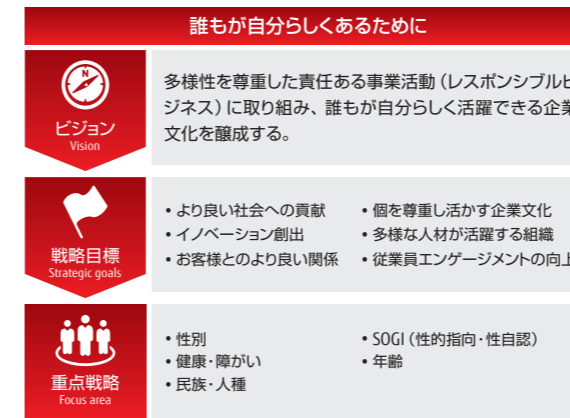 誰もが自分らしくあるために
ビジョン
Vision
多様性を尊重した責任ある事業活動（レスポンシブルビ
ジネス）に取り組み、誰もが自分らしく活躍できる企業
文化を醸成する。
戦略目標
Strategic goals
• より良い社会への貢献
• イノベーション創出
• お客様とのより良い関係
• 個を尊重し活かす企業文化
• 多様な人材が活躍する組織
• 従業員エンゲージメントの向上
重点戦略
Focus area
• 性別
• 健康・障がい
• 民族・人種
• SOGI（性的指向・性自認）
• 年齢